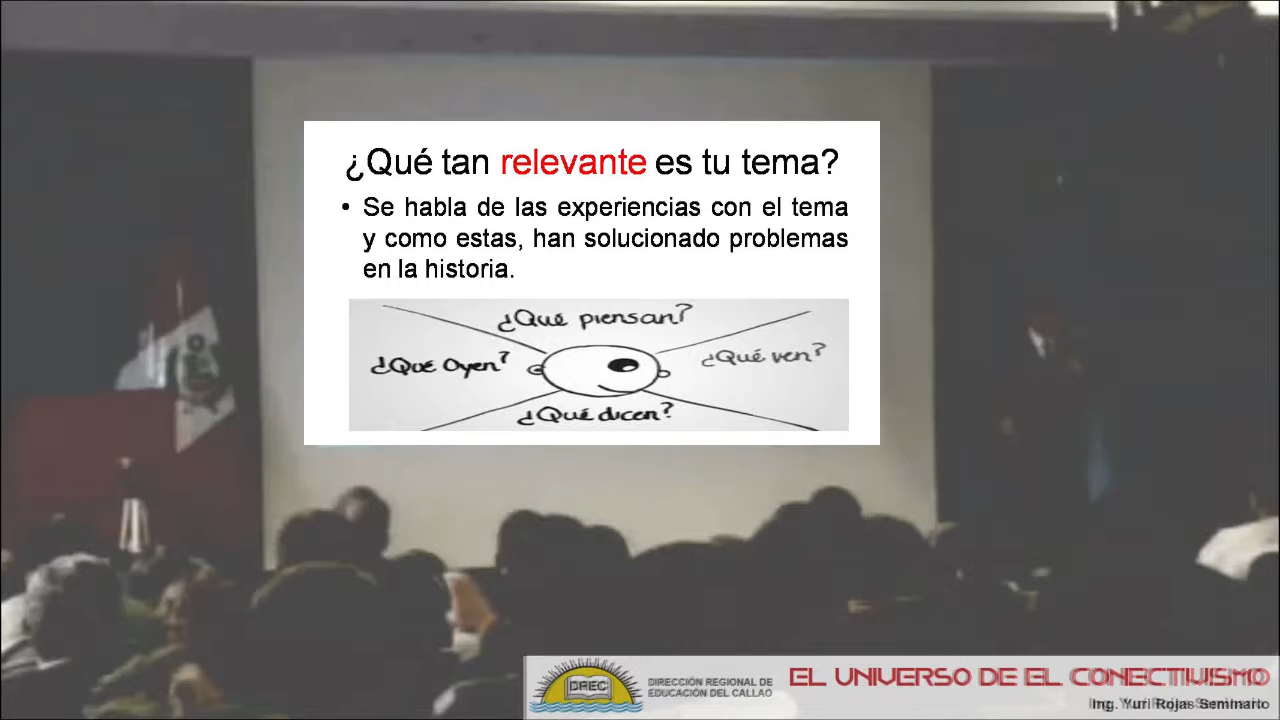 ¿Qué tan relevante es tu tema?
• Se habla de las experiencias con el tema
y como estas, han solucionado problemas
en la historia.
¿Qué piensan?
¿Qué Oyen?
¿Qué ven?
¿Qué dicen?
DREC
DIRECCIÓN REGIONAL DE
EDUCACIÓN DEL CALLAO
EL UNIVERSO DE EL CONECTIVISMO
Ing. Yuri Rojas Seminario